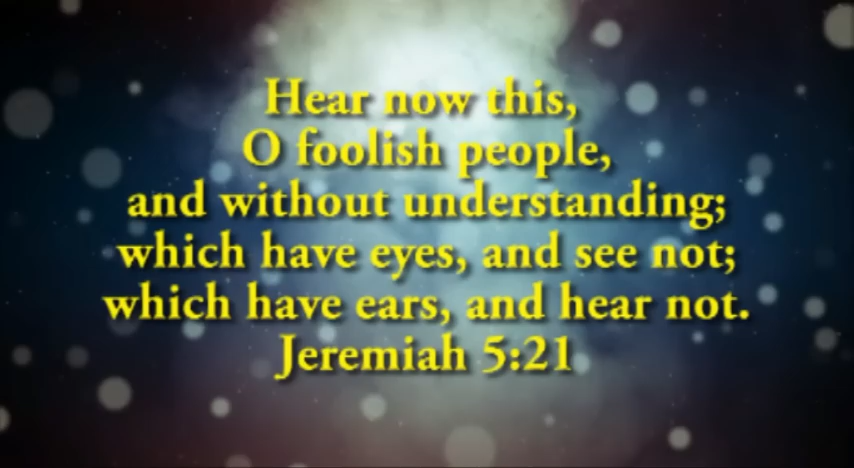 Hear now this,
O foolish people,
and without understanding;
which have eyes, and see not;
which have ears, and hear not.
Jeremiah 5:21